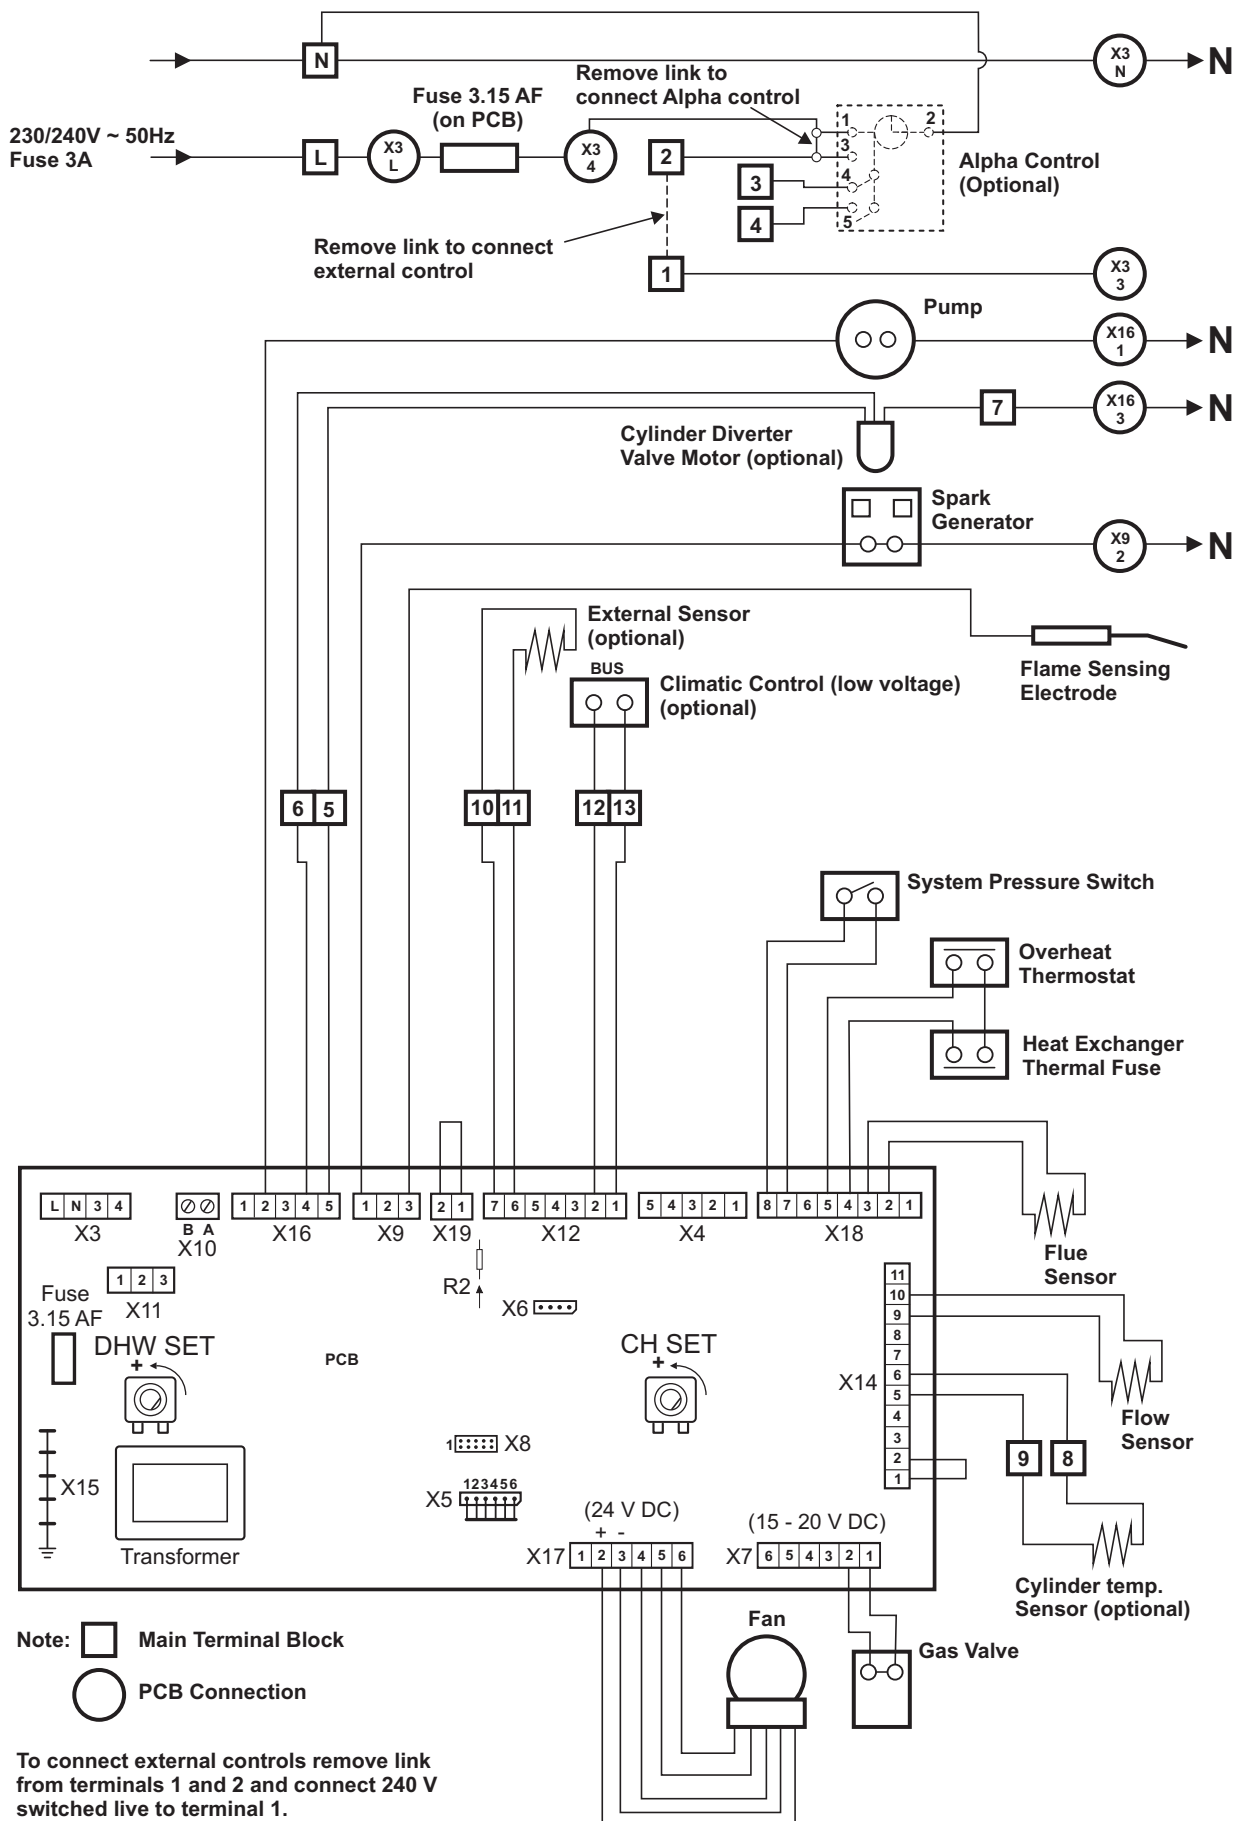 N
X3
N
N
Remove link to
connect Alpha control
Fuse 3.15 AF
(on PCB)
230/240V ~ 50Hz
Fuse 3A
L
X3
L
X3
4
2
1
2
3
4
5
3
4
Alpha Control
(Optional)
Remove link to connect
external control
1
X3
3
Pump
X16
1
N
7
X16
3
N
Cylinder Diverter
Valve Motor (optional)
Spark
Generator
X9
2
N
External Sensor
(optional)
BUS
Climatic Control (low voltage)
(optional)
Flame Sensing
Electrode
6 5
10 11
12 13
System Pressure Switch
Overheat
Thermostat
Heat Exchanger
Thermal Fuse
L N 3 4
X3
B A
X10
1 2 3 4 5
X16
1 2 3
X9
2 1
X19
7 6 5 4 3 2 1
X12
5 4 3 2 1
X4
8 7 6 5 4 3 2 1
X18
Flue
Sensor
1 2 3
X11
Fuse
3.15 AF
R2
X6
DHW SET
+
PCB
CH SET
+
11
10
9
8
7
6
5
4
3
2
1
X14
Flow
Sensor
9
8
1
X8
X15
123456
X5
Transformer
(24 V DC)
+ -
X17
1 2 3 4 5 6
(15 - 20 V DC)
X7
6 5 4 3 2 1
Cylinder temp.
Sensor (optional)
Note:
Main Terminal Block
PCB Connection
Fan
Gas Valve
To connect external controls remove link
from terminals 1 and 2 and connect 240 V
switched live to terminal 1.